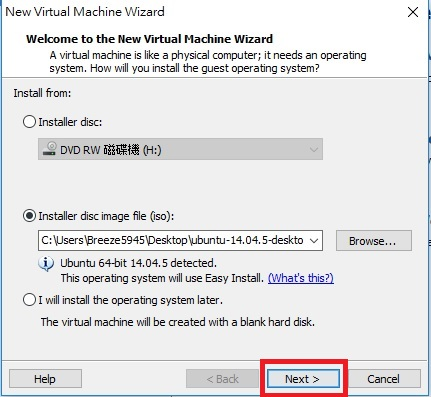 New Virtual Machine Wizard
Welcome to the New Virtual Machine Wizard
A virtual machine is like a physical computer; it needs an operating
system. How will you install the guest operating system?
Install from:
Installer disc:
DVD RW 磁碟機 (H:)
Installer disc image file (iso):
C:\Users\Breeze5945\Desktop\ubuntu-14.04.5-deskto
Browse...
Ubuntu 64-bit 14.04.5 detected.
This operating system will use Easy Install. (What's this?)
I will install the operating system later.
The virtual machine will be created with a blank hard disk.
Help
< Back
Next >
Cancel